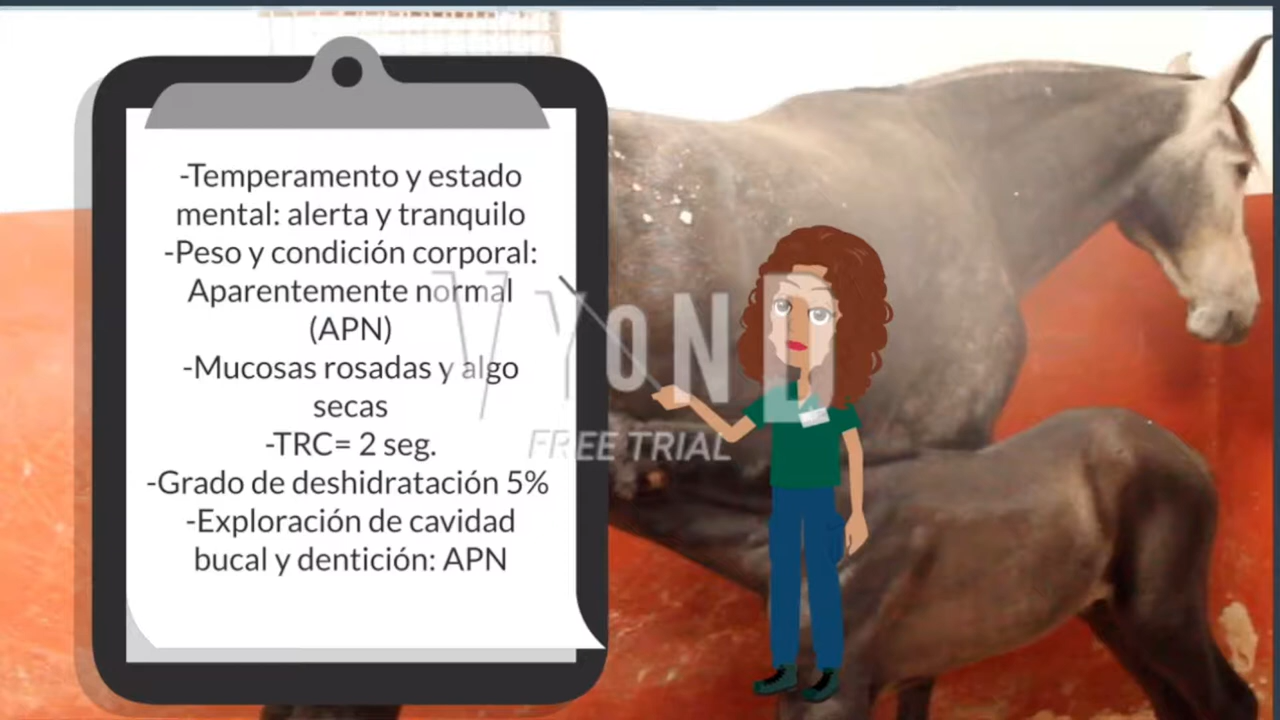 -Temperamento y estado
mental: alerta y tranquilo
-Peso y condición corporal:
Aparentemente normal
(APN)
-Mucosas rosadas y algo
secas
-TRC= 2 seg.
-Grado de deshidratación 5%
-Exploración de cavidad
bucal y dentición: APN
VYOND
FREE TRIAL